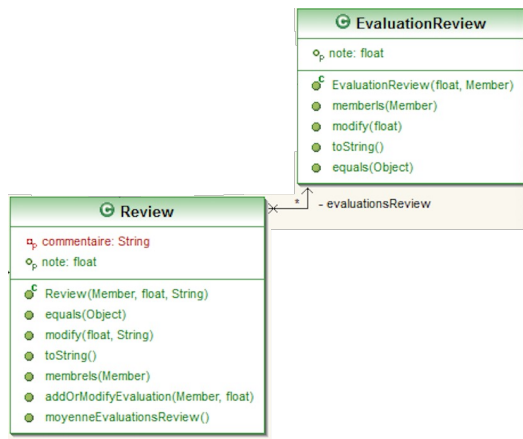 C EvaluationReview
P note: float
C EvaluationReview(float, Member)
memberIs(Member)
modify(float)
toString()
equals(Object)
* - evaluationsReview
C Review
P commentaire: String
P note: float
C Review(Member, float, String)
equals(Object)
modify(float, String)
toString()
membreIs(Member)
addOrModifyEvaluation(Member, float)
moyenneEvaluationsReview()